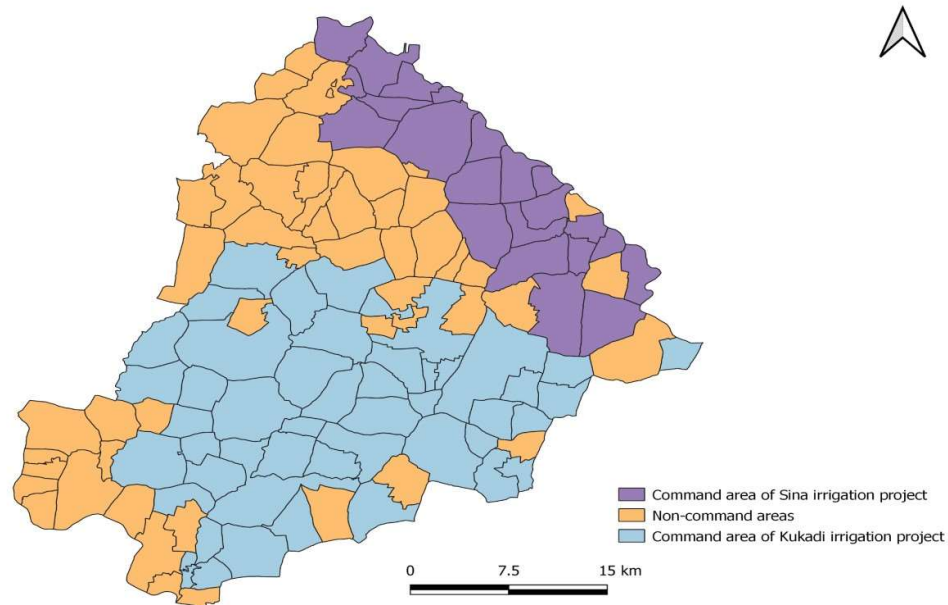 Command area of Sina irrigation project
Non-command areas
Command area of Kukadi irrigation project
0 7.5 15 km